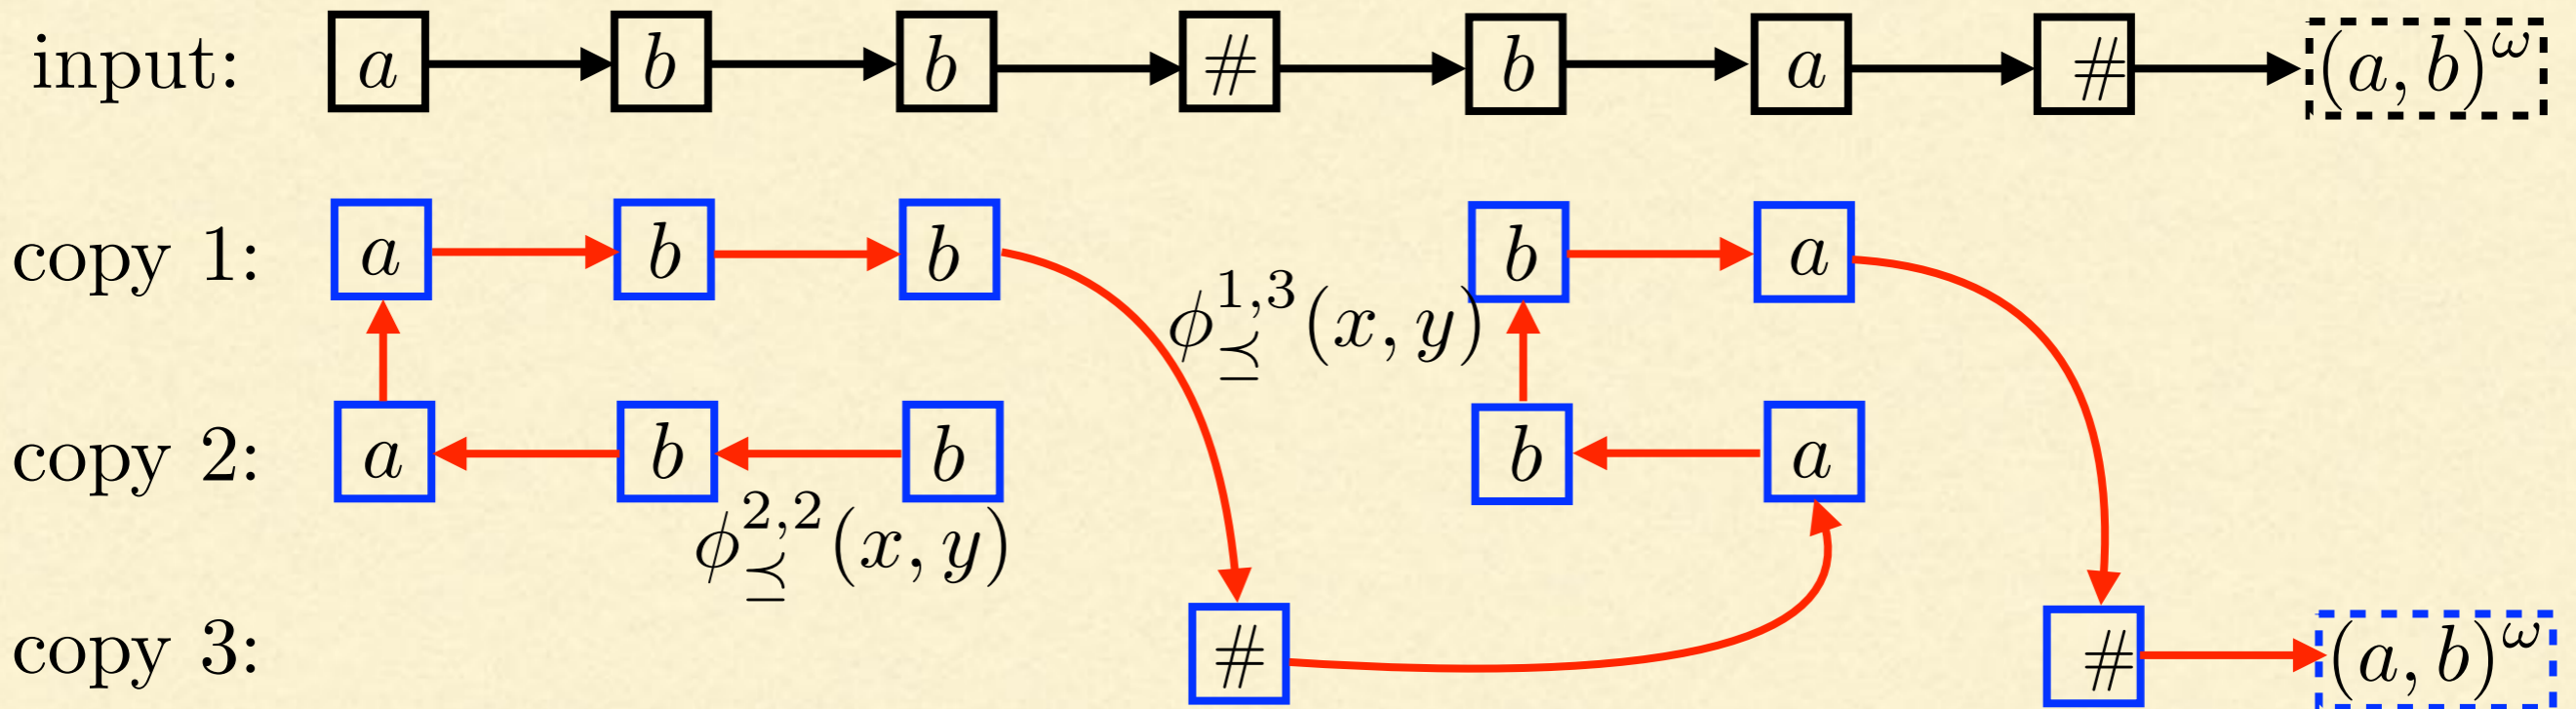 input: a b b # b a # (a, b)^ω
copy 1: a b b b a
ϕ_⪯^{1,3}(x, y)
copy 2: a b b b a
ϕ_⪯^{2,2}(x, y)
copy 3: # # (a, b)^ω